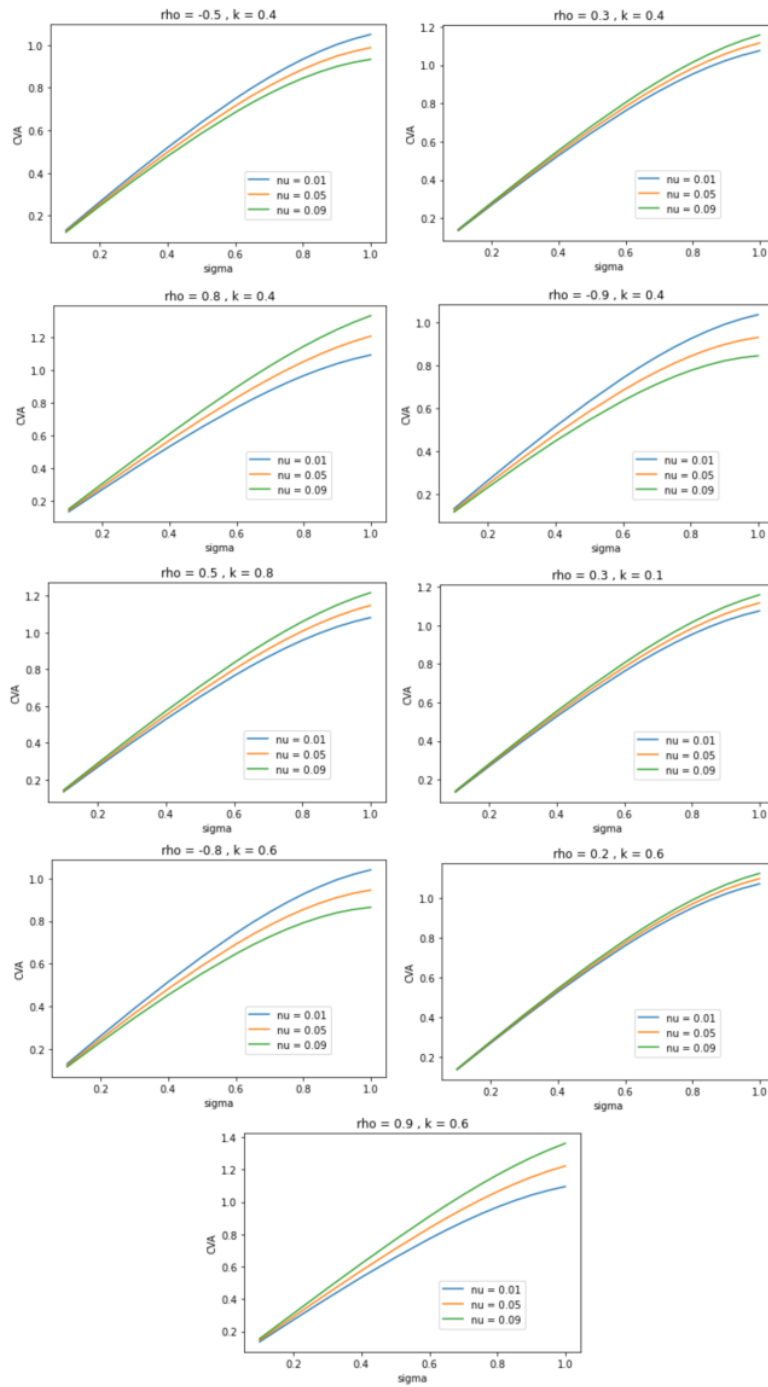 rho = -0.5 , k = 0.4
1.0
0.8
0.6
0.4
0.2
CVA
nu = 0.01
nu = 0.05
nu = 0.09
0.2 0.4 0.6 0.8 1.0
sigma
rho = 0.3 , k = 0.4
1.2
1.0
0.8
0.6
0.4
0.2
CVA
nu = 0.01
nu = 0.05
nu = 0.09
0.2 0.4 0.6 0.8 1.0
sigma
rho = 0.8 , k = 0.4
1.2
1.0
0.8
0.6
0.4
0.2
CVA
nu = 0.01
nu = 0.05
nu = 0.09
0.2 0.4 0.6 0.8 1.0
sigma
rho = -0.9 , k = 0.4
1.0
0.8
0.6
0.4
0.2
CVA
nu = 0.01
nu = 0.05
nu = 0.09
0.2 0.4 0.6 0.8 1.0
sigma
rho = 0.5 , k = 0.8
1.2
1.0
0.8
0.6
0.4
0.2
CVA
nu = 0.01
nu = 0.05
nu = 0.09
0.2 0.4 0.6 0.8 1.0
sigma
rho = 0.3 , k = 0.1
1.2
1.0
0.8
0.6
0.4
0.2
CVA
nu = 0.01
nu = 0.05
nu = 0.09
0.2 0.4 0.6 0.8 1.0
sigma
rho = -0.8 , k = 0.6
1.0
0.8
0.6
0.4
0.2
CVA
nu = 0.01
nu = 0.05
nu = 0.09
0.2 0.4 0.6 0.8 1.0
sigma
rho = 0.2 , k = 0.6
1.2
1.0
0.8
0.6
0.4
0.2
CVA
nu = 0.01
nu = 0.05
nu = 0.09
0.2 0.4 0.6 0.8 1.0
sigma
rho = 0.9 , k = 0.6
1.4
1.2
1.0
0.8
0.6
0.4
0.2
CVA
nu = 0.01
nu = 0.05
nu = 0.09
0.2 0.4 0.6 0.8 1.0
sigma